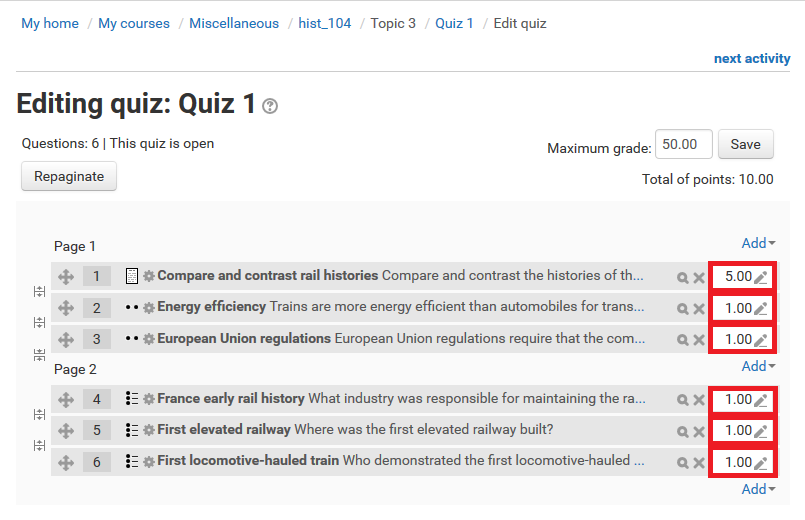 My home / My courses / Miscellaneous / hist_104 / Topic 3 / Quiz 1 / Edit quiz
next activity
Editing quiz: Quiz 1 ?
Questions: 6 | This quiz is open
Maximum grade: 50.00 Save
Repaginate
Total of points: 10.00
Add
Page 1
1 Compare and contrast rail histories Compare and contrast the histories of th... 5.00
2 Energy efficiency Trains are more energy efficient than automobiles for trans... 1.00
3 European Union regulations European Union regulations require that the com... 1.00
Page 2 Add
4 France early rail history What industry was responsible for maintaining the ra... 1.00
5 First elevated railway Where was the first elevated railway built? 1.00
6 First locomotive-hauled train Who demonstrated the first locomotive-hauled ... 1.00
Add